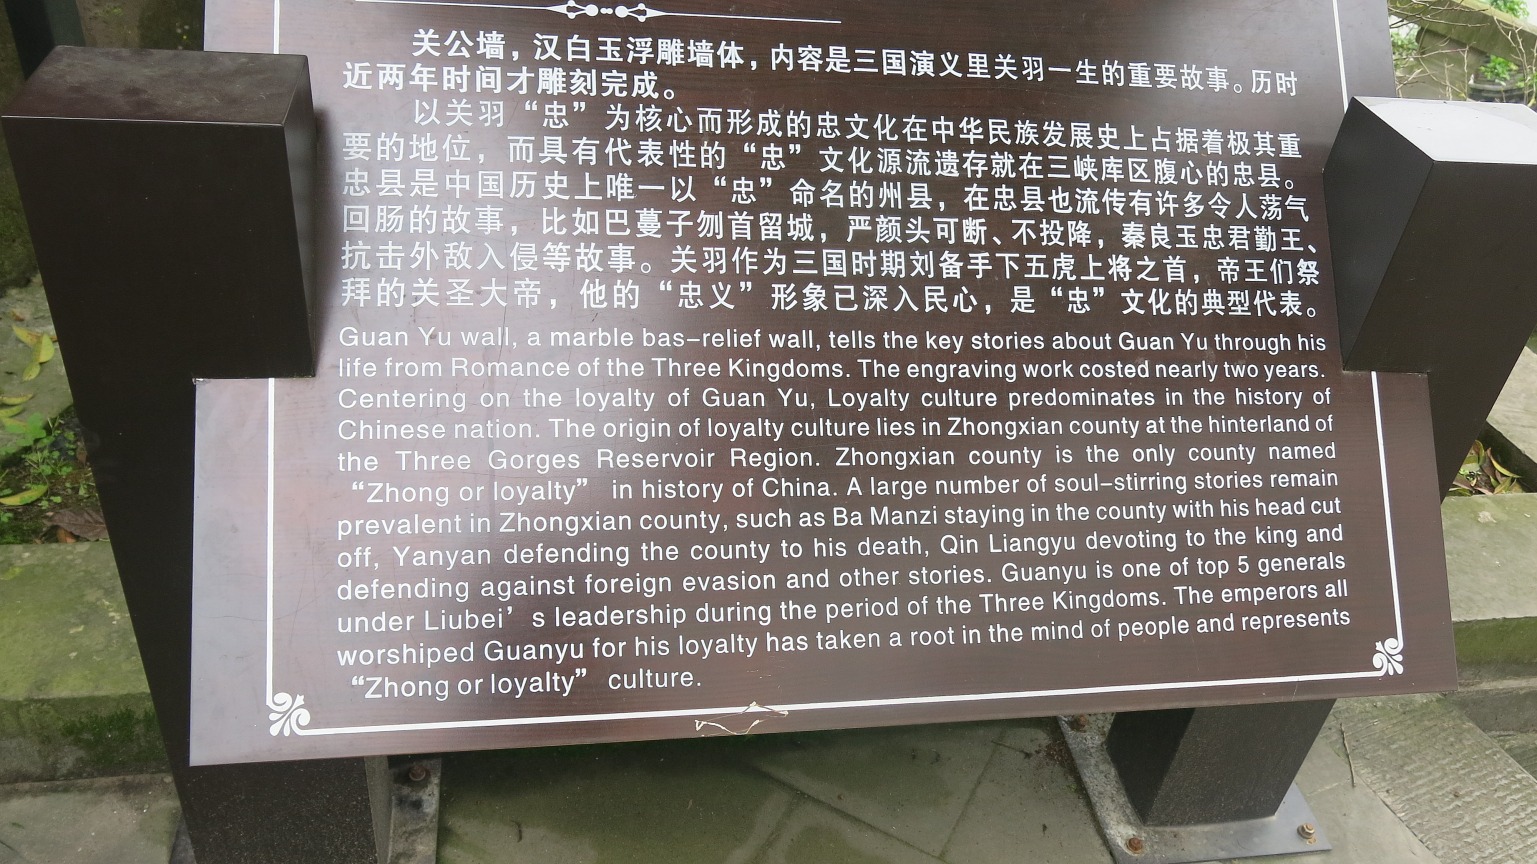 关公墙，汉白玉浮雕墙体，内容是三国演义里关羽一生的重要故事。历时
近两年时间才雕刻完成。
以关羽“忠”为核心而形成的忠文化在中华民族发展史上占据着极其重
要的地位，而具有代表性的“忠”文化源流遗存就在三峡库区腹心的忠县。
忠县是中国历史上唯一以“忠”命名的州县，在忠县也流传有许多令人荡气
回肠的故事，比如巴蔓子刎首留城，严颜头可断、不投降，秦良玉忠君勤王、
抗击外敌入侵等故事。关羽作为三国时期刘备手下五虎上将之首，帝王们祭
拜的关圣大帝，他的“忠义”形象已深入民心，是“忠”文化的典型代表。
Guan Yu wall, a marble bas-relief wall, tells the key stories about Guan Yu through his
life from Romance of the Three Kingdoms. The engraving work costed nearly two years.
Centering on the loyalty of Guan Yu, Loyalty culture predominates in the history of
Chinese nation. The origin of loyalty culture lies in Zhongxian county at the hinterland of
the Three Gorges Reservoir Region. Zhongxian county is the only county named
“Zhong or loyalty” in history of China. A large number of soul-stirring stories remain
prevalent in Zhongxian county, such as Ba Manzi staying in the county with his head cut
off, Yanyan defending the county to his death, Qin Liangyu devoting to the king and
defending against foreign evasion and other stories. Guanyu is one of top 5 generals
under Liubei’s leadership during the period of the Three Kingdoms. The emperors all
worshiped Guanyu for his loyalty has taken a root in the mind of people and represents
“Zhong or loyalty” culture.